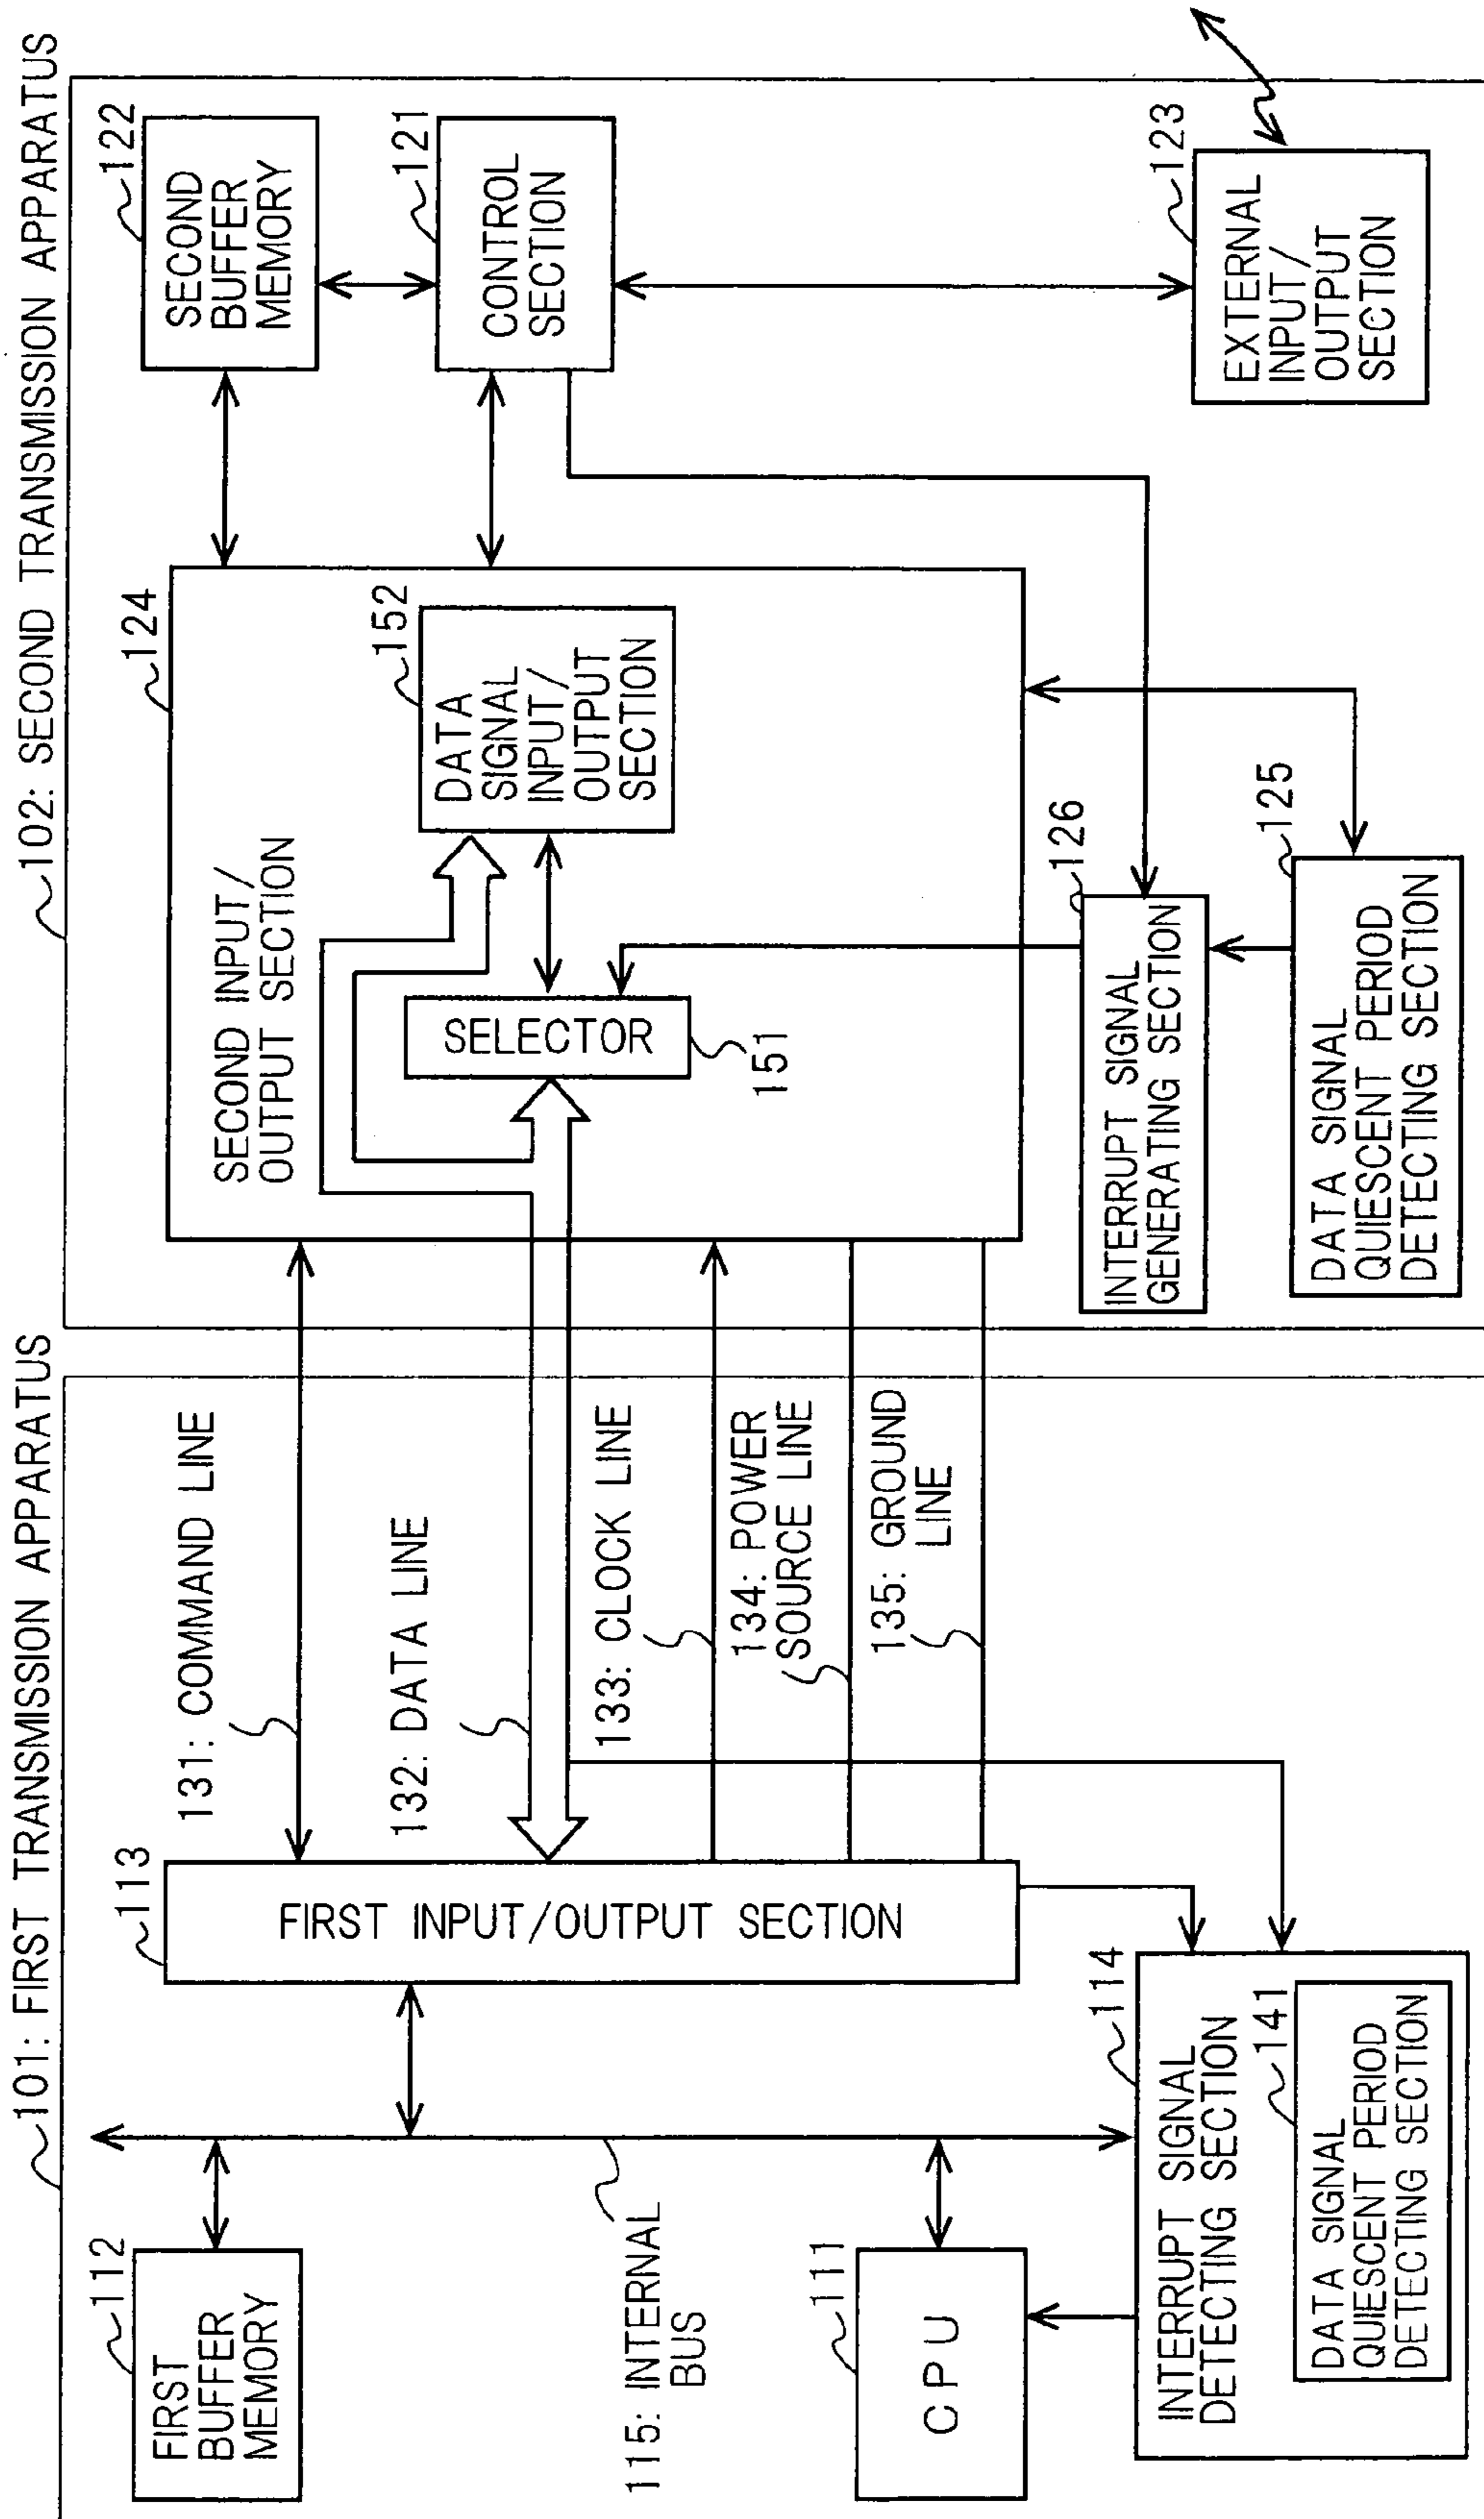 101: FIRST TRANSMISSION APPARATUS
112
FIRST
BUFFER
MEMORY
115: INTERNAL
BUS
111
CPU
114
INTERRUPT SIGNAL
DETECTING SECTION
141
DATA SIGNAL
QUIESCENT PERIOD
DETECTING SECTION
113
FIRST INPUT/OUTPUT SECTION
131: COMMAND LINE
132: DATA LINE
133: CLOCK LINE
134: POWER
SOURCE LINE
135: GROUND
LINE
102: SECOND TRANSMISSION APPARATUS
124
SECOND INPUT/
OUTPUT SECTION
SELECTOR
151
152
DATA
SIGNAL
INPUT/
OUTPUT
SECTION
126
INTERRUPT SIGNAL
GENERATING SECTION
125
DATA SIGNAL
QUIESCENT PERIOD
DETECTING SECTION
122
SECOND
BUFFER
MEMORY
121
CONTROL
SECTION
123
EXTERNAL
INPUT/
OUTPUT
SECTION